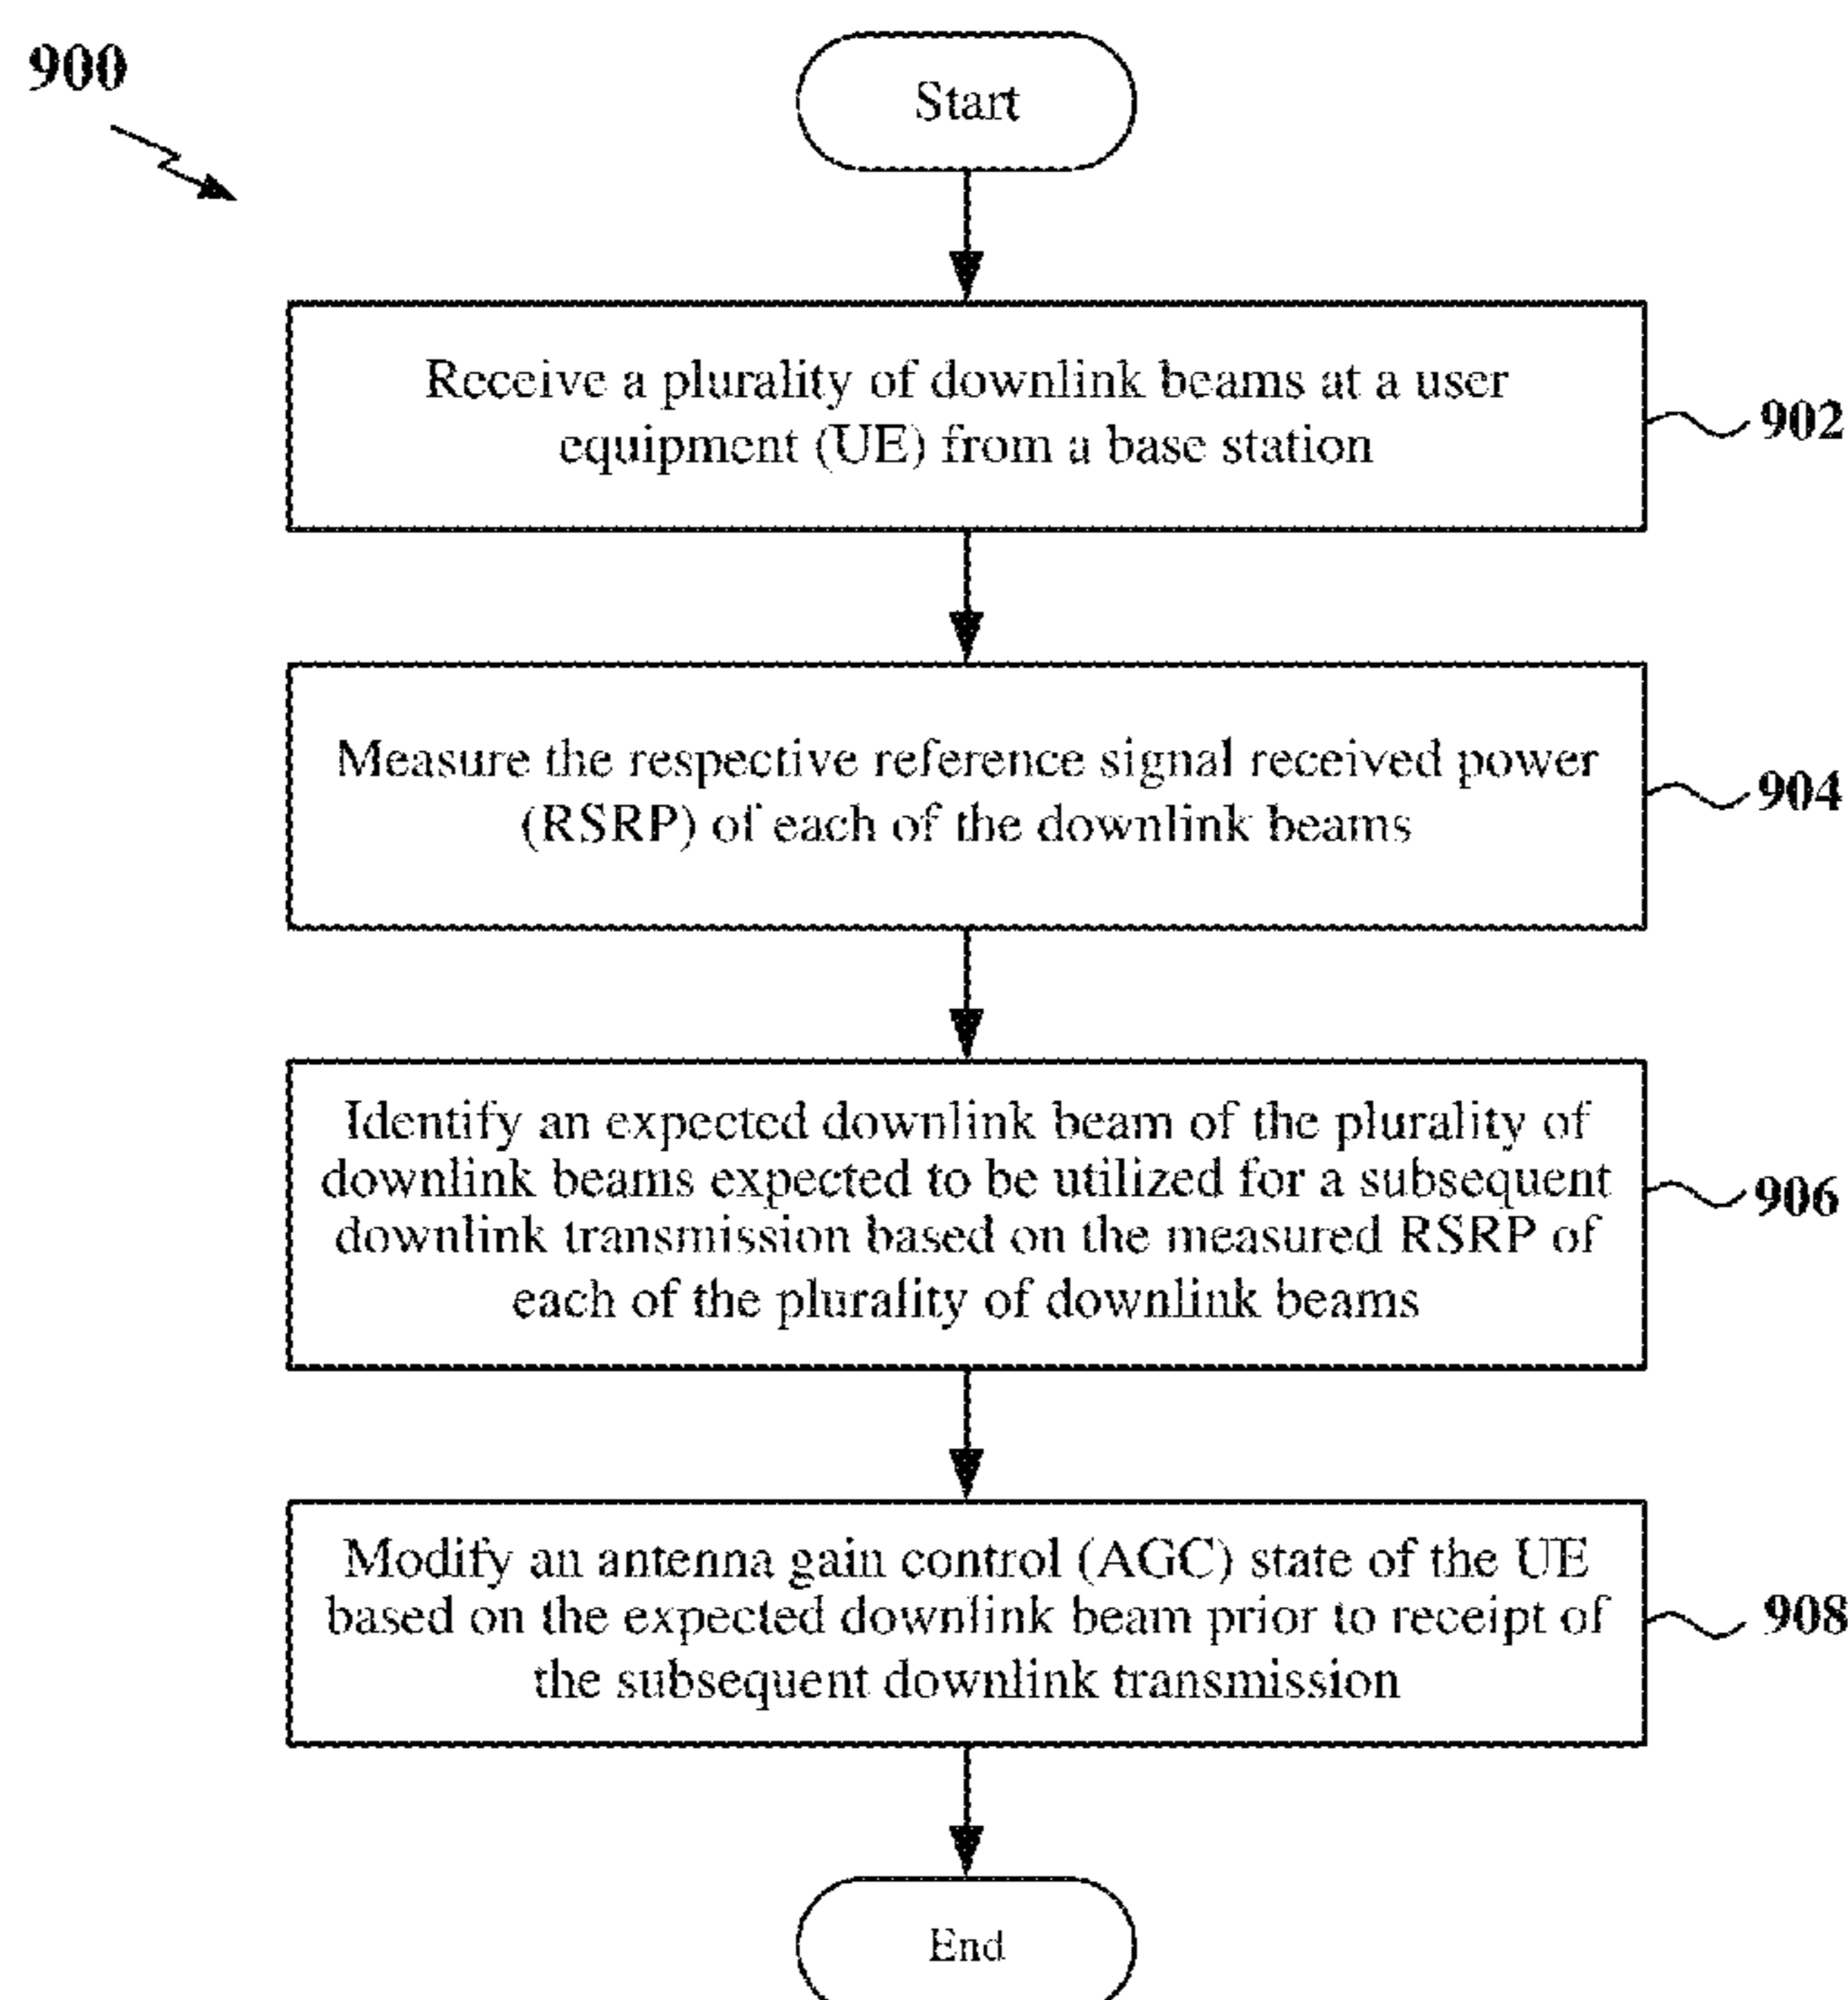 900
Start
Receive a plurality of downlink beams at a user
equipment (UE) from a base station
902
Measure the respective reference signal received power
(RSRP) of each of the downlink beams
904
Identify an expected downlink beam of the plurality of
downlink beams expected to be utilized for a subsequent
downlink transmission based on the measured RSRP of
each of the plurality of downlink beams
906
Modify an antenna gain control (AGC) state of the UE
based on the expected downlink beam prior to receipt of
the subsequent downlink transmission
908
End